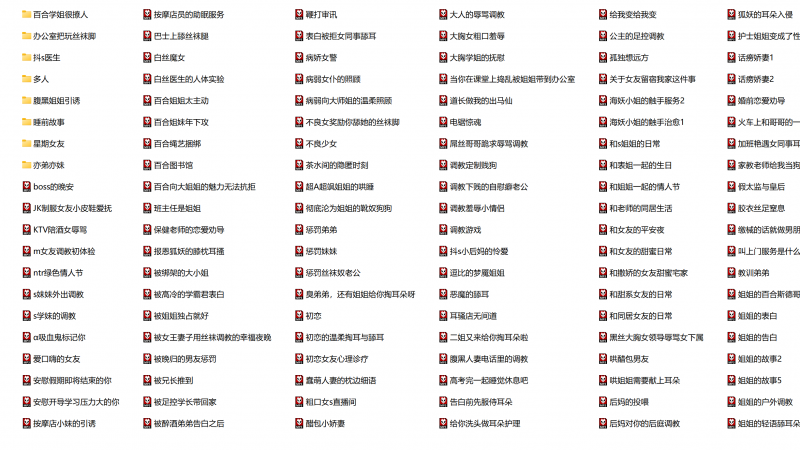 百合学姐很撩人
办公室把玩丝袜脚
抖s医生
多人
腹黑姐姐引诱
睡前故事
星期女友
亦弟亦妹
boss的晚安
JK制服女友小皮鞋爱抚
KTV陪酒女辱骂
m女友调教初体验
ntr绿色情人节
s妹妹外出调教
s学妹的调教
α吸血鬼标记你
爱口嗨的女友
安慰假期即将结束的你
安慰开导学习压力大的你
按摩店小妹的引诱
按摩店员的助眠服务
巴士上舔丝袜腿
白丝魔女
白丝医生的人体实验
百合姐姐太主动
百合姐妹年下攻
百合绳艺捆绑
百合图书馆
百合向大姐姐的魅力无法抗拒
班主任是姐姐
保健老师的恋爱劝导
报恩狐妖的膝枕耳搔
被绑架的大小姐
被高冷的学霸君表白
被姐姐独占就好
被女王妻子用丝袜调教的幸福夜晚
被晚归的男友惩罚
被兄长推到
被足控学长带回家
被醉酒弟弟告白之后
鞭打审讯
表白被拒女同事舔耳
病娇女警
病弱女仆的照顾
病弱向大师姐的温柔照顾
不良女奖励你舔她的丝袜脚
不良少女
茶水间的隐匿时刻
超A超飒姐姐的哄睡
彻底沦为姐姐的靴奴狗狗
惩罚弟弟
惩罚妹妹
惩罚丝袜奴老公
臭弟弟，还有姐姐给你掏耳朵呀
初恋
初恋的温柔掏耳与舔耳
初恋女友心理诊疗
蠢萌人妻的枕边细语
粗口女s直播间
醋包小娇妻
大人的辱骂调教
大胸女粗口羞辱
大胸学姐的抚慰
当你在课堂上捣乱被姐姐带到办公室
道长做我的出马仙
电锯惊魂
屌丝哥哥跪求辱骂调教
调教定制贱狗
调教下贱的自慰癖老公
调教羞辱小情侣
调教游戏
抖s小后妈的怜爱
逗比的梦魇姐姐
恶魔的舔耳
耳骚店无间道
二姐又来给你掏耳朵啦
腹黑人妻电话里的调教
高考完一起睡觉休息吧
告白前先服侍耳朵
给你洗头做耳朵护理
给我变给我变
公主的足控调教
孤独想远方
关于女友留宿我家这件事
海妖小姐的触手服务2
海妖小姐的触手治愈1
和s姐姐的日常
和表姐一起的生日
和姐姐一起的情人节
和老师的同居生活
和女友的平安夜
和女友的甜蜜日常
和撒娇的女友甜蜜宅家
和甜系女友的日常
和同居女友的日常
黑丝大胸女领导辱骂女下属
哄醋包男友
哄姐姐需要献上耳朵
后妈的投喂
后妈对你的后庭调教
狐妖的耳朵入侵
护士姐姐变成了性
话痨娇妻1
话痨娇妻2
婚前恋爱劝导
火车上和哥哥的一
加班艳遇女同事耳
家教老师给我当狗
假太监与皇后
胶衣丝足窒息
缴械的话就做男朋
叫上门服务是什么
教训弟弟
姐姐的百合斯德哥
姐姐的表白
姐姐的告白
姐姐的故事2
姐姐的故事5
姐姐的户外调教
姐姐的轻语舔耳朵